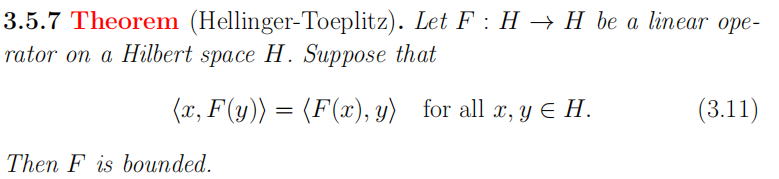 3.5.7 Theorem (Hellinger-Toeplitz). Let F : H → H be a linear ope-
rator on a Hilbert space H. Suppose that
⟨x, F(y)⟩ = ⟨F(x), y⟩ for all x, y ∈ H. (3.11)
Then F is bounded.